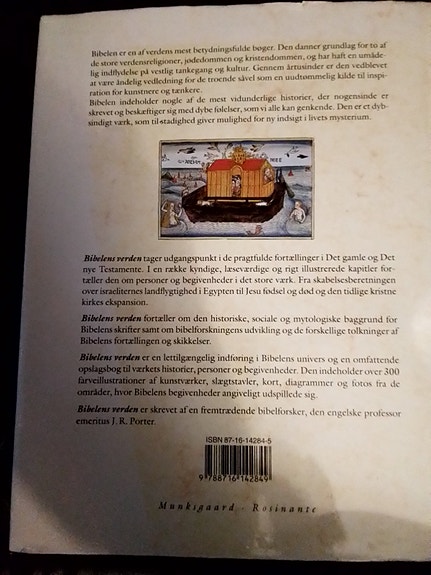 Bibelen er en af verdens mest betydningsfulde bøger. Den danner grundlag for to af
de store verdensreligioner, jødedommen og kristendommen, og har haft en umåde-
lig indflydelse på vestlig tankegang og kultur. Gennem årtusinder er den vedblevet
at være åndelig vedledning for de troende såvel som en uudtømmelig kilde til inspi-
ration for kunstnere og tænkere.
Bibelen indeholder nogle af de mest vidunderlige historier, der nogensinde er
skrevet og beskæftiger sig med dybe følelser, som vi alle kan genkende. Den er et dyb-
sindigt værk, som til stadighed giver mulighed for ny indsigt i livets mysterium.
Bibelens verden tager udgangspunkt i de pragtfulde fortællinger i Det gamle og Det
nye Testamente. I en række kyndige, læseværdige og rigt illustrerede kapitler for-
tæller den om personer og begivenheder i det store værk. Fra skabelsesberetningen
over israeliternes landflygtighed i Egypten til Jesu fødsel og død og den tidlige kristne
kirkes ekspansion.
Bibelens verden fortæller om den historiske, sociale og mytologiske baggrund for
Bibelens skrifter samt om bibelforskningens udvikling og de forskellige tolkninger af
Bibelens fortællinger og skikkelser.
Bibelens verden er en lettilgængelig indføring i Bibelens univers og en omfattende
opslagsbog til værkets historier, personer og begivenheder. Den indeholder over 300
farveillustrationer af kunstværker, slægtstavler, kort, diagrammer og fotos fra de
områder, hvor Bibelens begivenheder angiveligt udspillede sig.
Bibelens verden er skrevet af en fremtrædende bibelforsker, den engelske professor
emeritus J. R. Porter.
ISBN 87-16-14284-5
9 788716 142849
Munksgaard · Rosinante